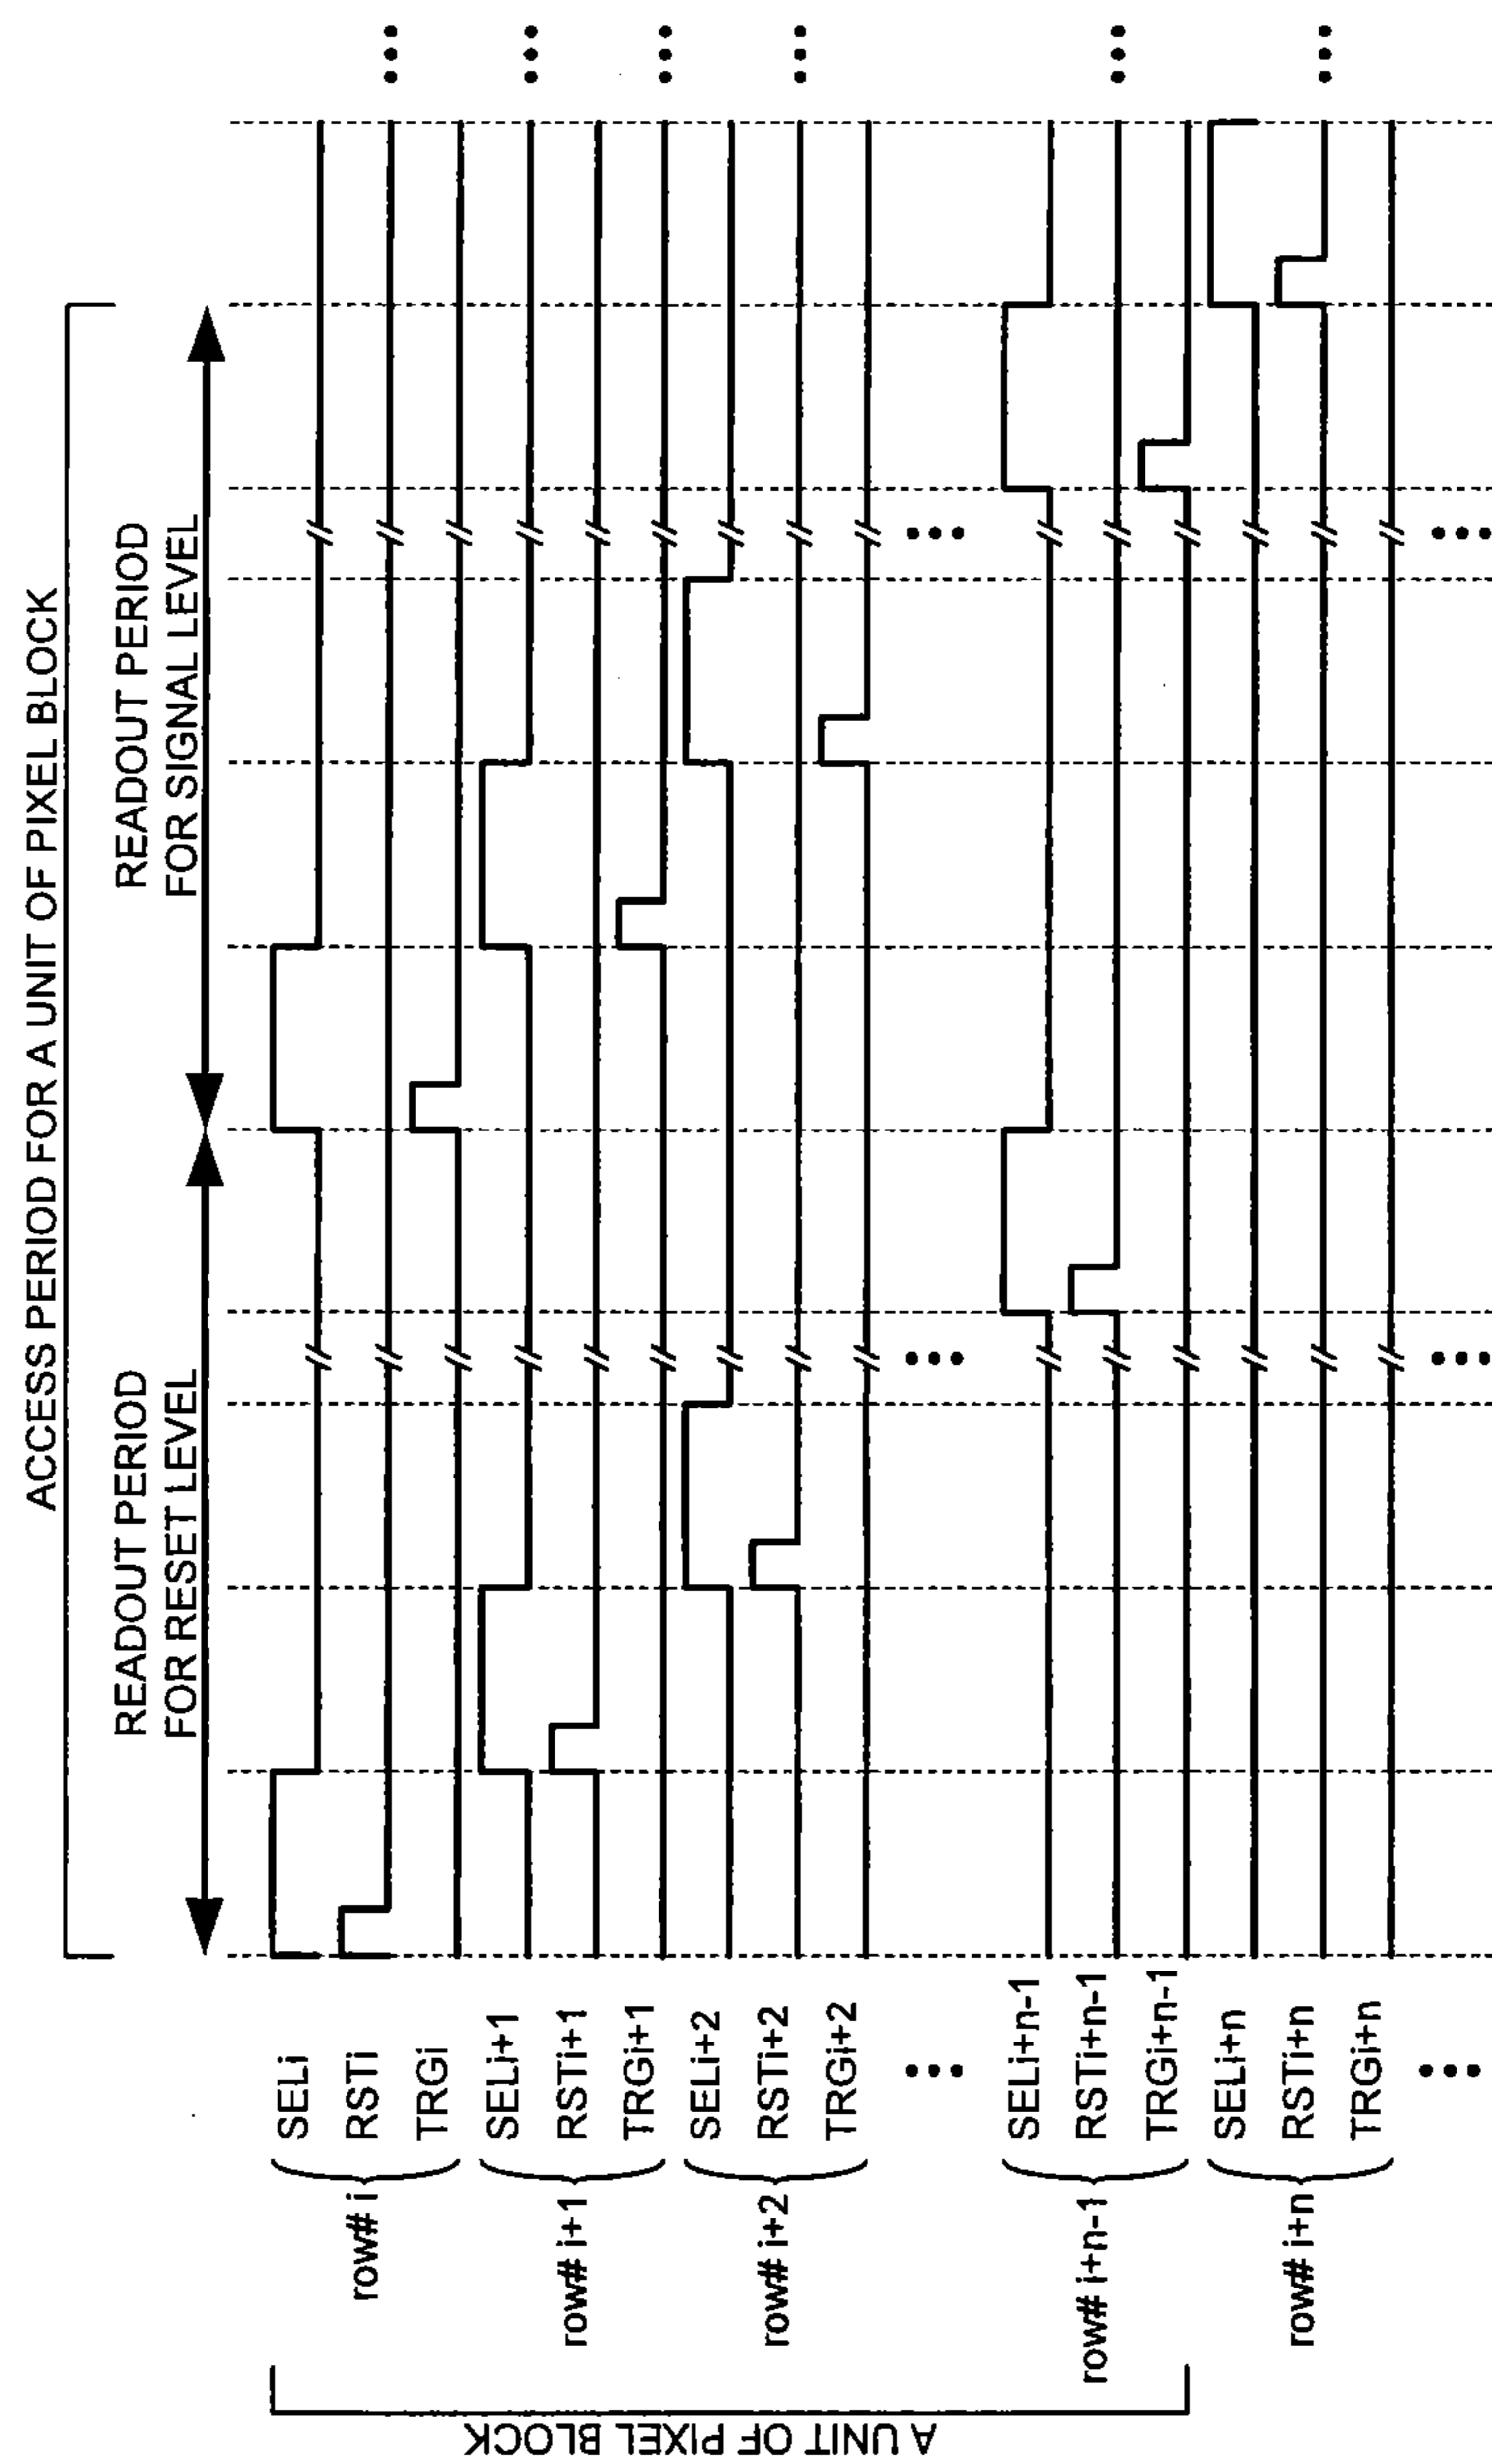 ACCESS PERIOD FOR A UNIT OF PIXEL BLOCK
READOUT PERIOD
FOR RESET LEVEL
READOUT PERIOD
FOR SIGNAL LEVEL
A UNIT OF PIXEL BLOCK
row# i
SELi
RSTi
TRGi
row# i+1
SELi+1
RSTi+1
TRGi+1
row# i+2
SELi+2
RSTi+2
TRGi+2
row# i+n-1
SELi+n-1
RSTi+n-1
TRGi+n-1
row# i+n
SELi+n
RSTi+n
TRGi+n